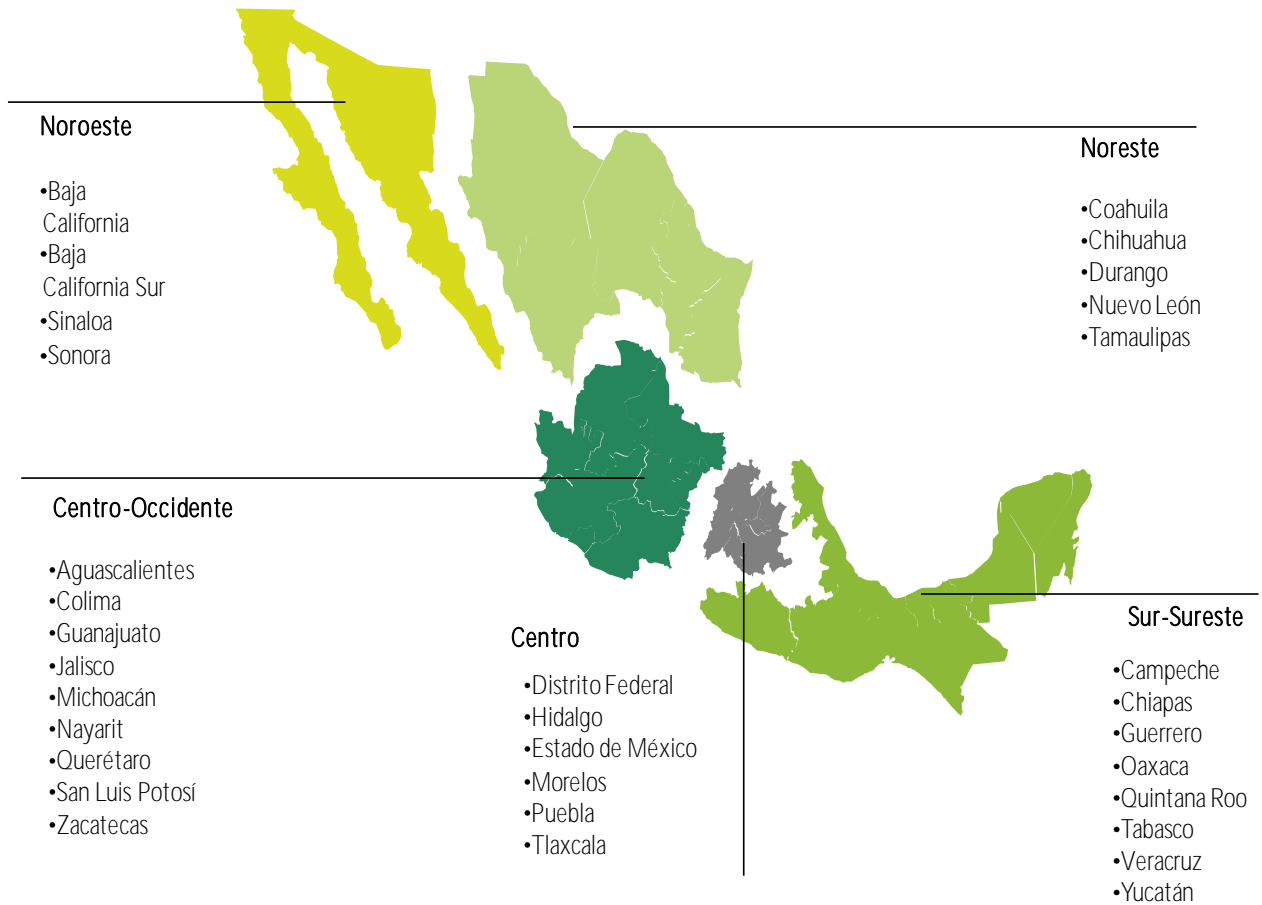 Noroeste
•Baja
California
•Baja
California Sur
•Sinaloa
•Sonora
Noreste
•Coahuila
•Chihuahua
•Durango
•Nuevo León
•Tamaulipas
Centro-Occidente
•Aguascalientes
•Colima
•Guanajuato
•Jalisco
•Michoacán
•Nayarit
•Querétaro
•San Luis Potosí
•Zacatecas
Centro
•Distrito Federal
•Hidalgo
•Estado de México
•Morelos
•Puebla
•Tlaxcala
Sur-Sureste
•Campeche
•Chiapas
•Guerrero
•Oaxaca
•Quintana Roo
•Tabasco
•Veracruz
•Yucatán